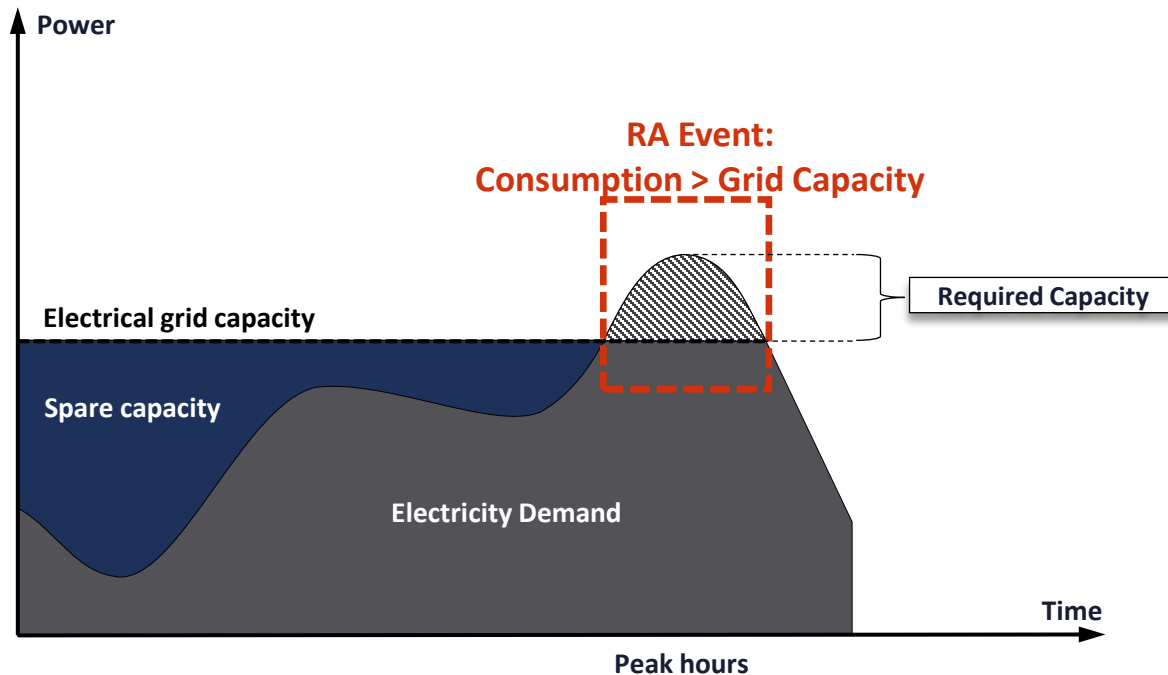 Power
RA Event:
Consumption > Grid Capacity
Required Capacity
Electrical grid capacity
Spare capacity
Electricity Demand
Time
Peak hours